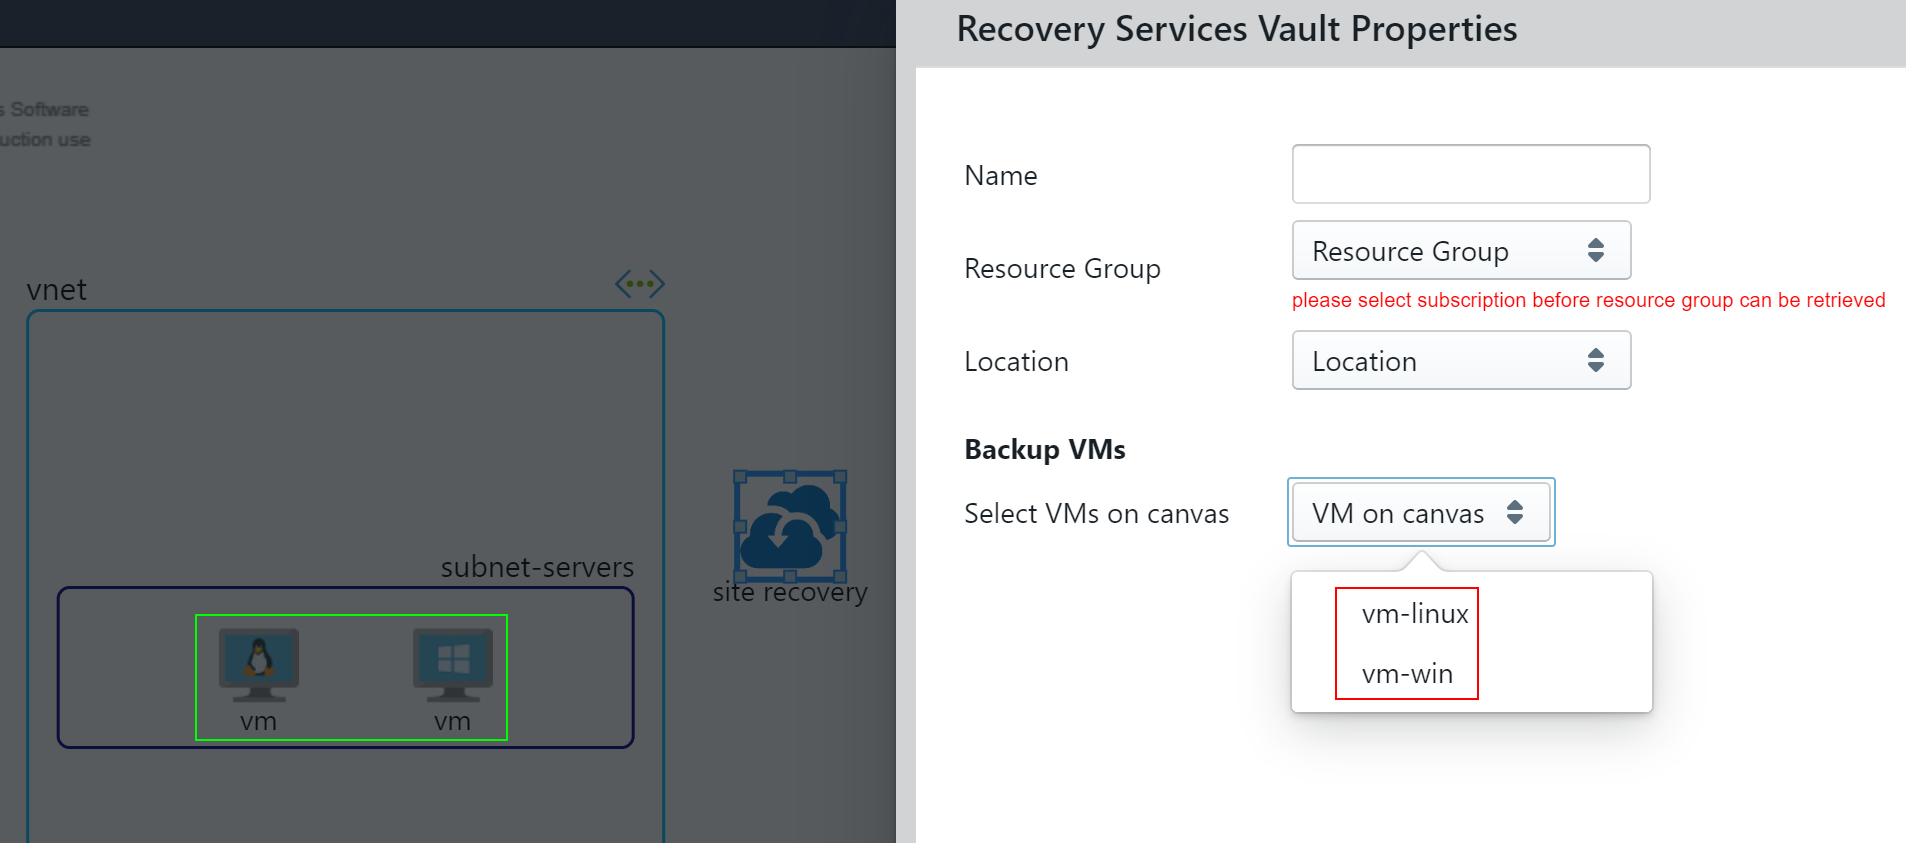 s Software
uction use
vnet
subnet-servers
vm
vm
site recovery
Recovery Services Vault Properties
Name
Resource Group
Resource Group
please select subscription before resource group can be retrieved
Location
Location
Backup VMs
Select VMs on canvas
VM on canvas
vm-linux
vm-win